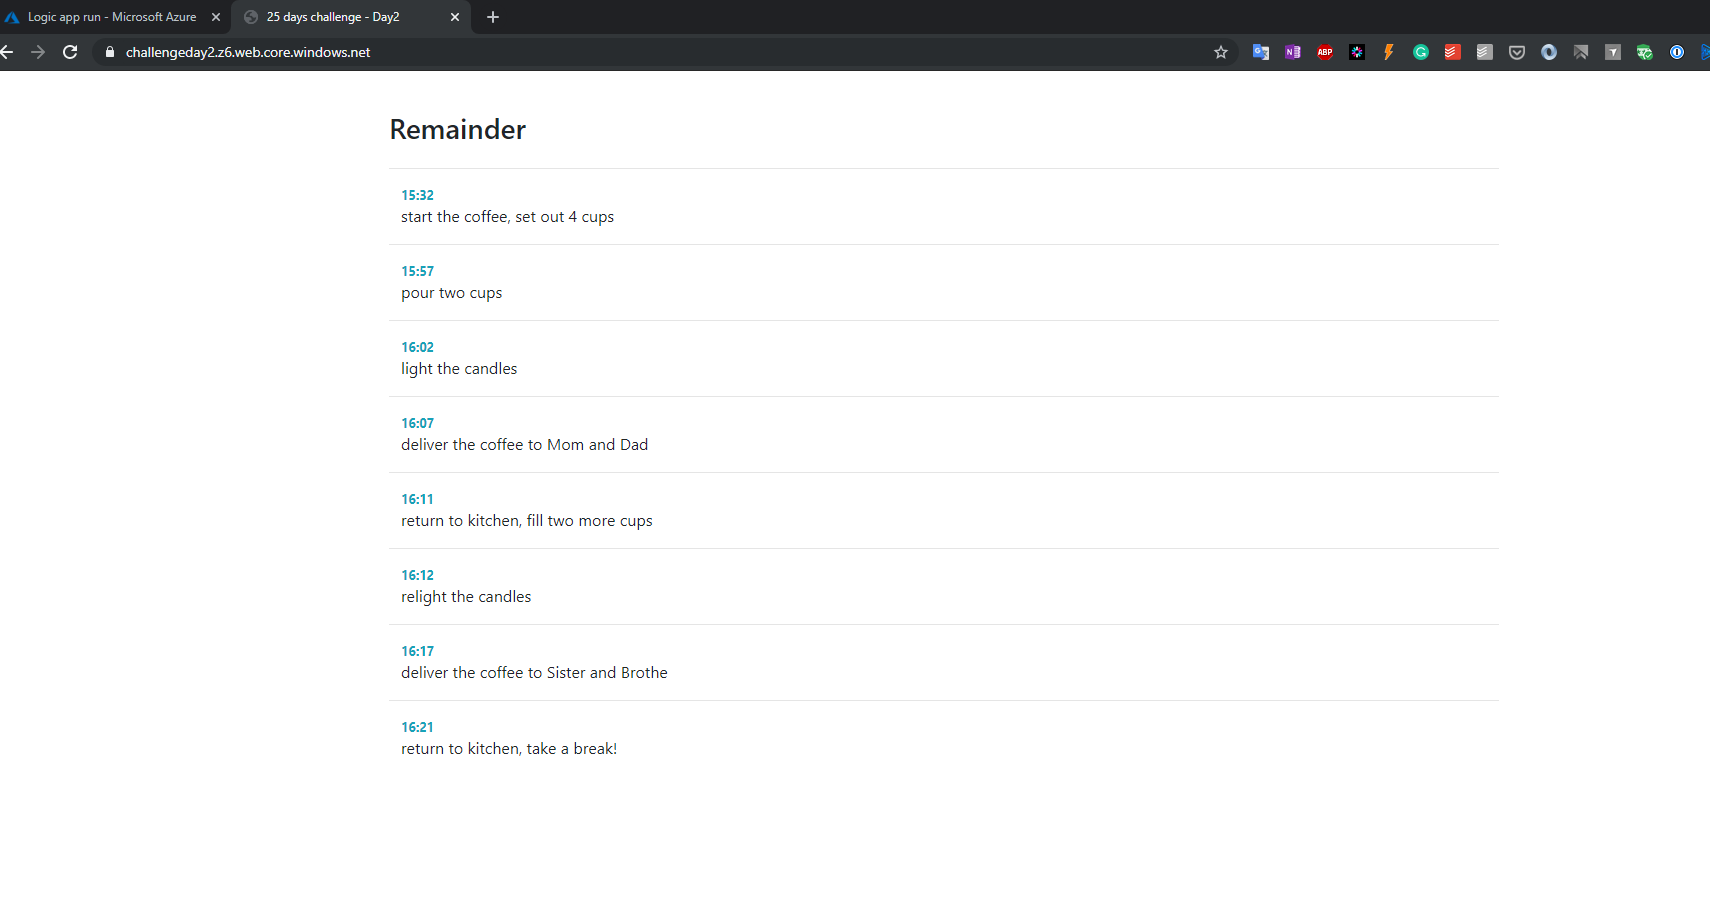 Logic app run - Microsoft Azure
25 days challenge - Day2
challengeday2.z6.web.core.windows.net
ABP
Remainder
15:32
start the coffee, set out 4 cups
15:57
pour two cups
16:02
light the candles
16:07
deliver the coffee to Mom and Dad
16:11
return to kitchen, fill two more cups
16:12
relight the candles
16:17
deliver the coffee to Sister and Brothe
16:21
return to kitchen, take a break!